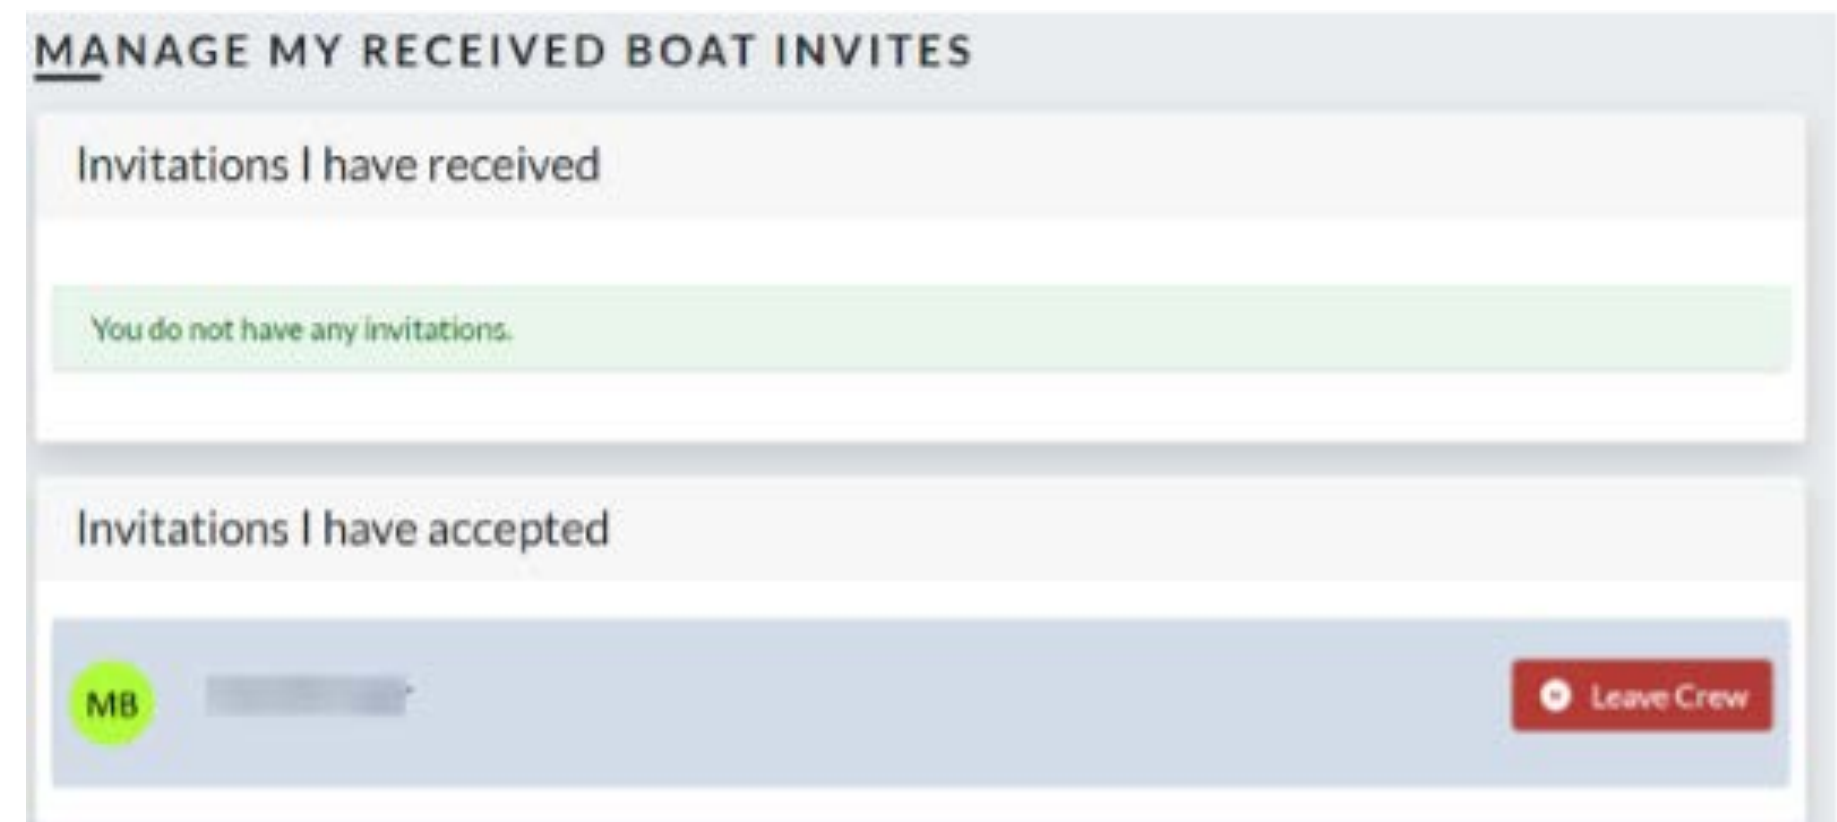 MANAGE MY RECEIVED BOAT INVITES
Invitations I have received
You do not have any invitations.
Invitations I have accepted
MB
Leave Crew